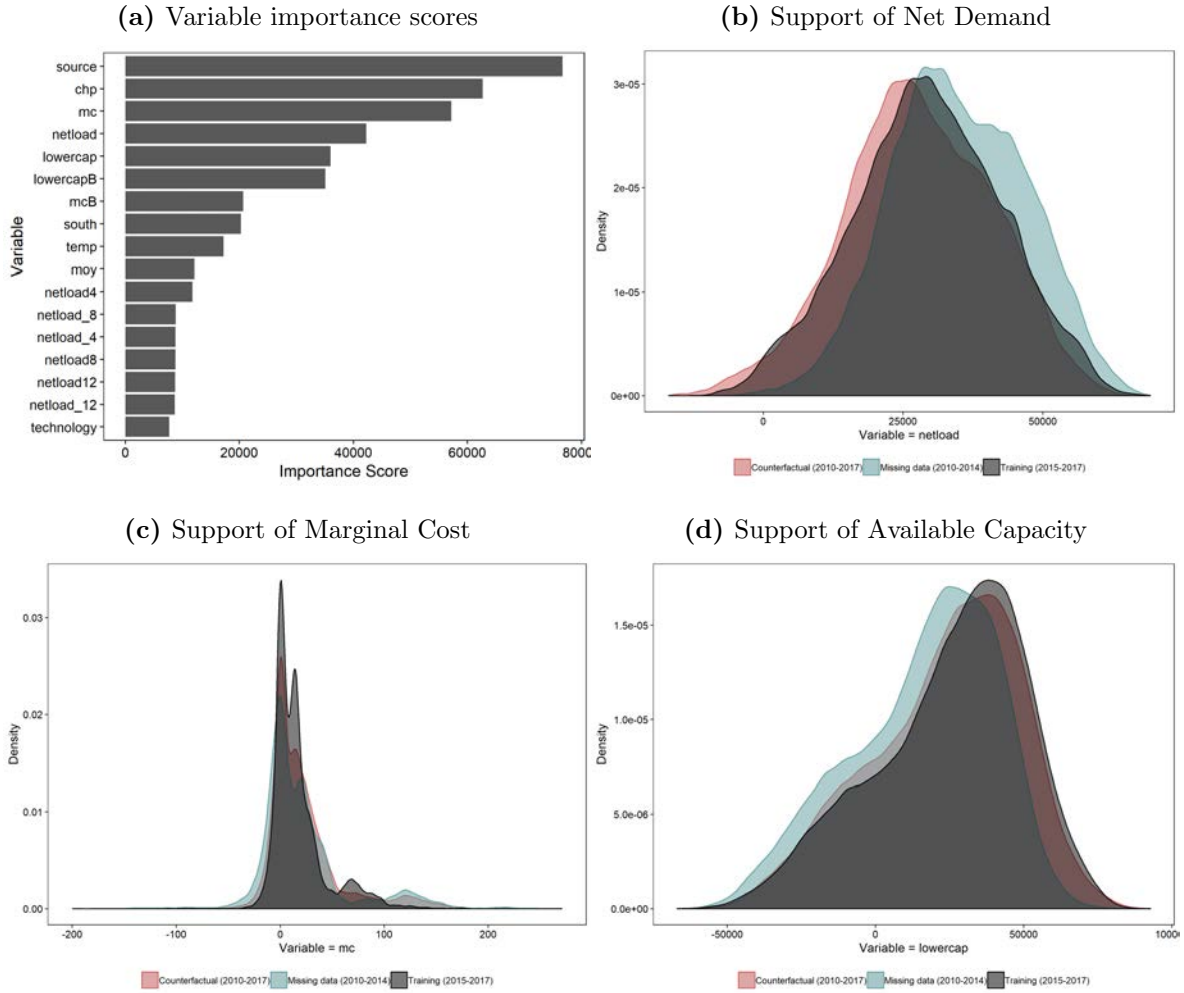 (a) Variable importance scores
Variable
source
chp
mc
netload
lowercap
lowercapB
mcB
south
temp
moy
netload4
netload_8
netload_4
netload8
netload12
netload_12
technology
0 20000 40000 60000 8000
Importance Score
(b) Support of Net Demand
Density
3e-05
2e-05
1e-05
0e+00
0 25000 50000
Variable = netload
Counterfactual (2010-2017) Missing data (2010-2014) Training (2015-2017)
(c) Support of Marginal Cost
Density
0.03
0.02
0.01
0.00
-200 -100 0 100 200
Variable = mc
Counterfactual (2010-2017) Missing data (2010-2014) Training (2015-2017)
(d) Support of Available Capacity
Density
1.5e-05
1.0e-05
5.0e-06
0.0e+00
-50000 0 50000 10000
Variable = lowercap
Counterfactual (2010-2017) Missing data (2010-2014) Training (2015-2017)